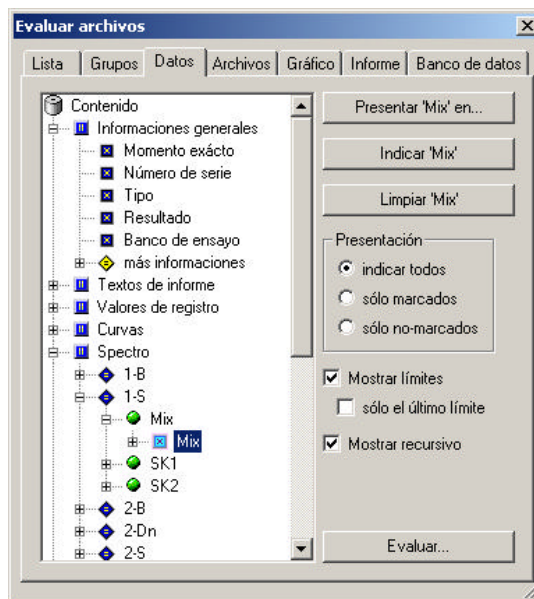 Evaluar archivos
Lista Grupos Datos Archivos Gráfico Informe Banco de datos
Contenido
Informaciones generales
Momento exácto
Número de serie
Tipo
Resultado
Banco de ensayo
más informaciones
Textos de informe
Valores de registro
Curvas
Spectro
1-B
1-S
Mix
Mix
SK1
SK2
2-B
2-Dn
2-S
Presentar 'Mix' en...
Indicar 'Mix'
Limpiar 'Mix'
Presentación
indicar todos
sólo marcados
sólo no-marcados
Mostrar límites
sólo el último límite
Mostrar recursivo
Evaluar...